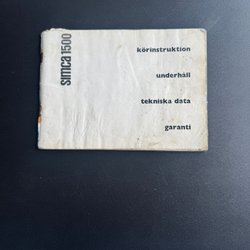 simca 1500
körinstruktion
underhåll
tekniska data
garanti